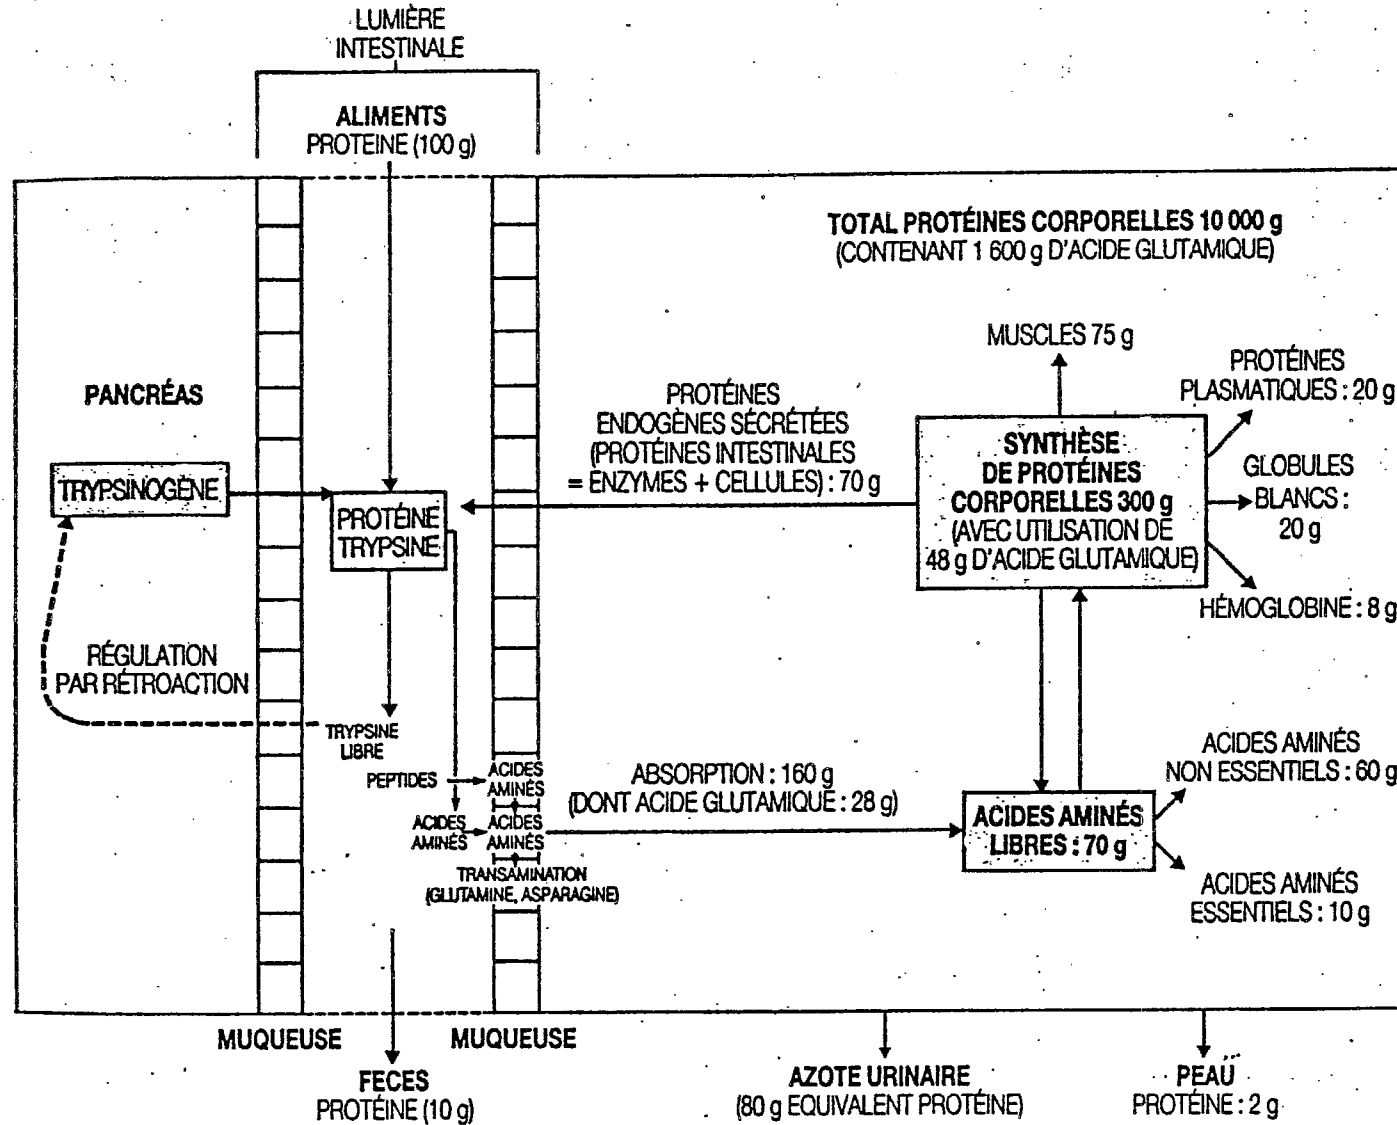 LUMIÈRE
INTESTINALE
ALIMENTS
PROTEINE (100 g)
TOTAL PROTÉINES CORPORELLES 10 000 g
(CONTENANT 1 600 g D'ACIDE GLUTAMIQUE)
MUSCLES 75 g
PROTÉINES
PLASMATIQUES : 20 g
PANCRÉAS
PROTÉINES
ENDOGÈNES SÉCRÉTÉES
(PROTÉINES INTESTINALES
= ENZYMES + CELLULES) : 70 g
SYNTHÈSE
DE PROTÉINES
CORPORELLES 300 g
(AVEC UTILISATION DE
48 g D'ACIDE GLUTAMIQUE)
GLOBULES
BLANCS :
20 g
TRYPSINOGÈNE
PROTÉINE
TRYPSINE
HÉMOGLOBINE : 8 g
RÉGULATION
PAR RÉTROACTION
TRYPSINE
LIBRE
PEPTIDES
ACIDES
AMINÉS
ACIDES
AMINÉS
ACIDES
AMINÉS
TRANSAMINATION
(GLUTAMINE, ASPARAGINE)
ABSORPTION : 160 g
(DONT ACIDE GLUTAMIQUE : 28 g)
ACIDES AMINÉS
LIBRES : 70 g
ACIDES AMINÉS
NON ESSENTIELS : 60 g
ACIDES AMINÉS
ESSENTIELS : 10 g
MUQUEUSE
MUQUEUSE
FECES
PROTÉINE (10 g)
AZOTE URINAIRE
(80 g EQUIVALENT PROTÉINE)
PEAU
PROTÉINE : 2 g